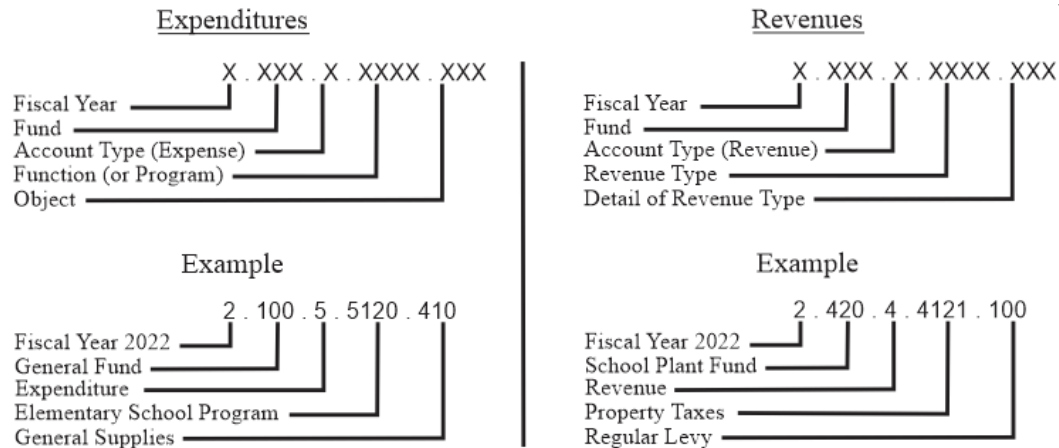 Expenditures
X . XXX . X . XXXX . XXX
Fiscal Year
Fund
Account Type (Expense)
Function (or Program)
Object
Example
2 . 100 . 5 . 5120 . 410
Fiscal Year 2022
General Fund
Expenditure
Elementary School Program
General Supplies
Revenues
X . XXX . X . XXXX . XXX
Fiscal Year
Fund
Account Type (Revenue)
Revenue Type
Detail of Revenue Type
Example
2 . 420 . 4 . 4121 . 100
Fiscal Year 2022
School Plant Fund
Revenue
Property Taxes
Regular Levy